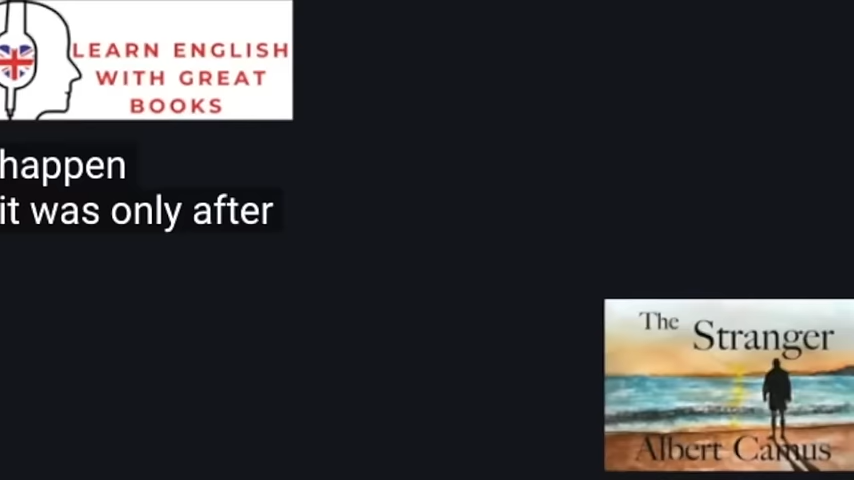 LEARN ENGLISH
WITH GREAT
BOOKS
happen
it was only after
The Stranger
Albert Camus